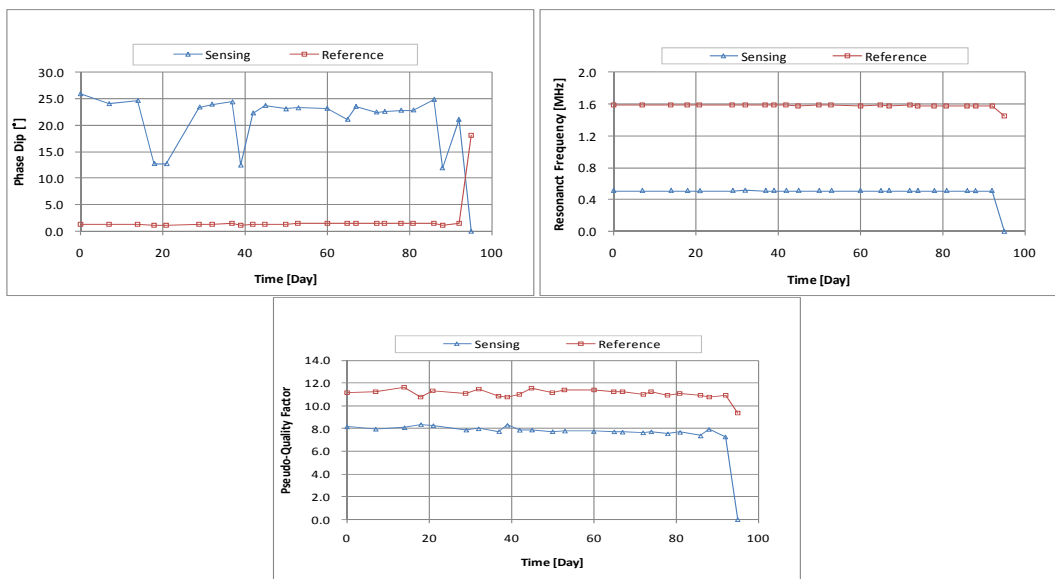 Sensing Reference
30.0
25.0
20.0
15.0
10.0
5.0
0.0
0 20 40 60 80 100
Phase Dip [°]
Time [Day]
Sensing Reference
2.0
1.6
1.2
0.8
0.4
0.0
0 20 40 60 80 100
Resonanct Frequency [MHz]
Time [Day]
Sensing Reference
14.0
12.0
10.0
8.0
6.0
4.0
2.0
0.0
0 20 40 60 80 100
Pseudo-Quality Factor
Time [Day]